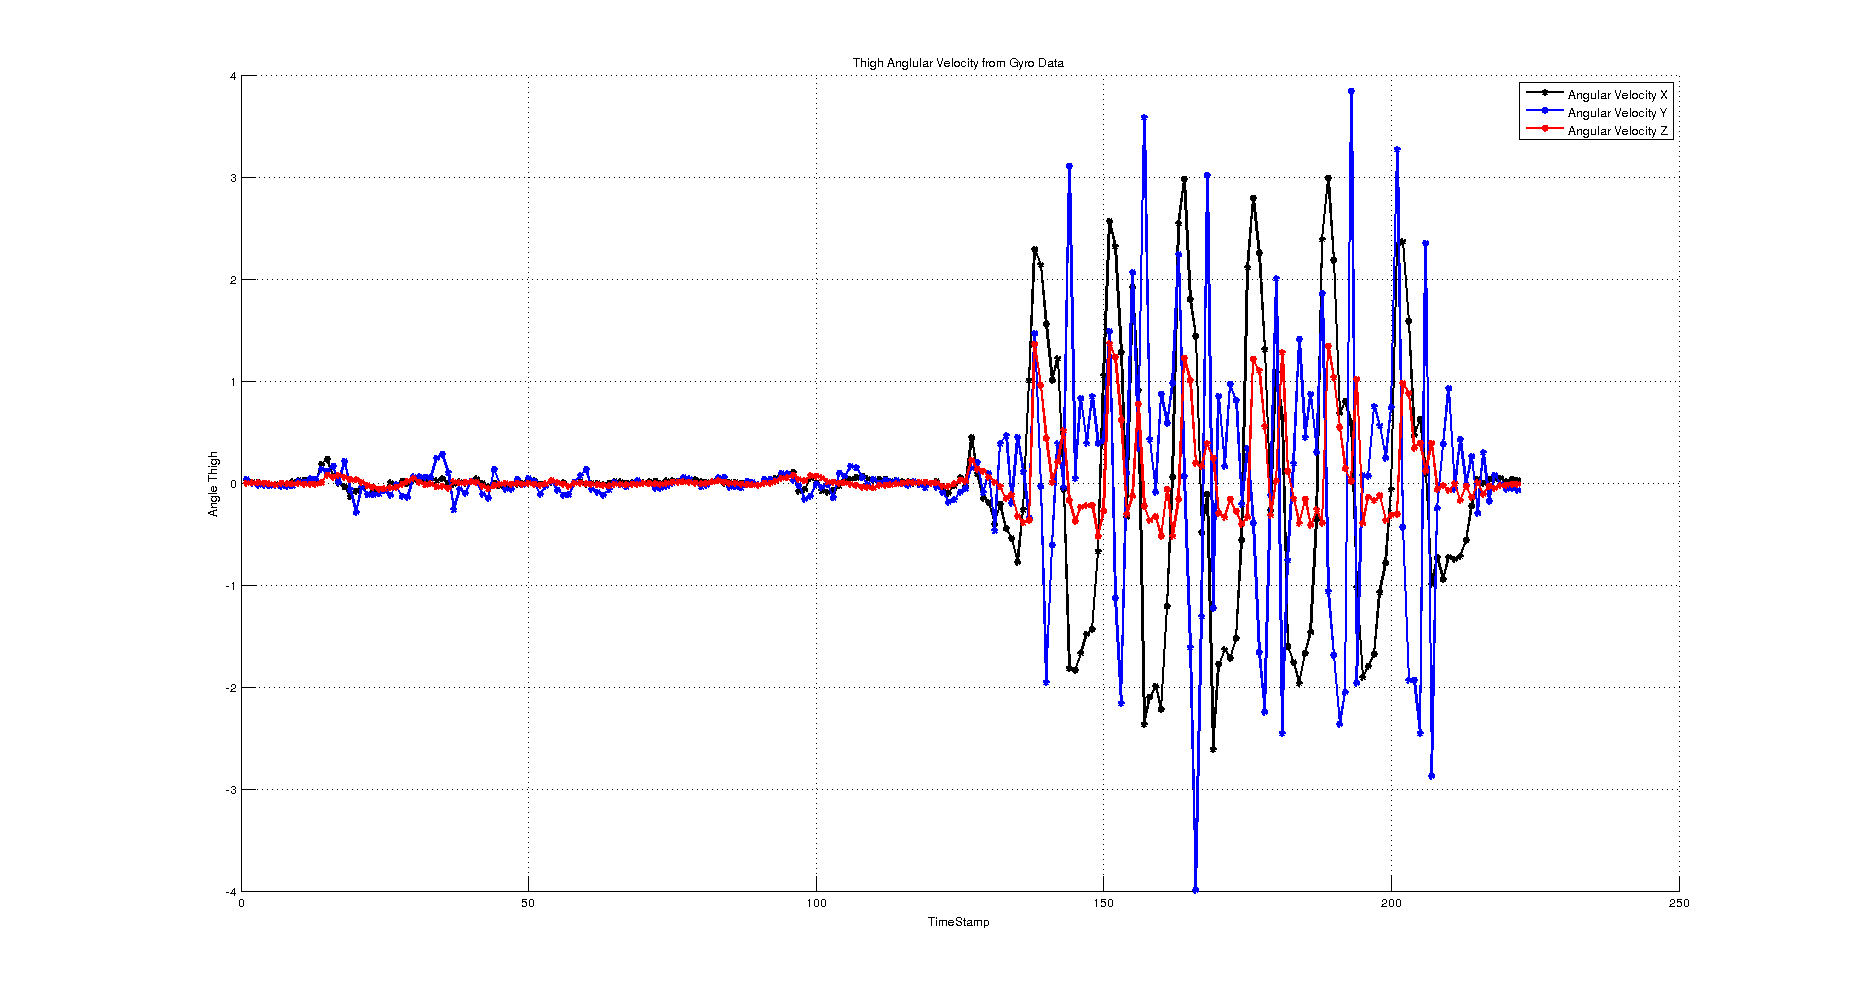 Thigh Anglular Velocity from Gyro Data
Angular Velocity X
Angular Velocity Y
Angular Velocity Z
4
3
2
1
0
-1
-2
-3
-4
Angle Thigh
0
50
100
150
200
250
TimeStamp